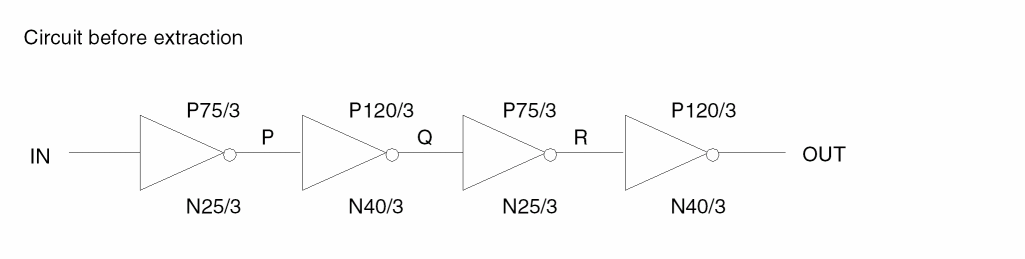 Circuit before extraction
P75/3 P120/3 P75/3 P120/3
P Q R
IN OUT
N25/3 N40/3 N25/3 N40/3